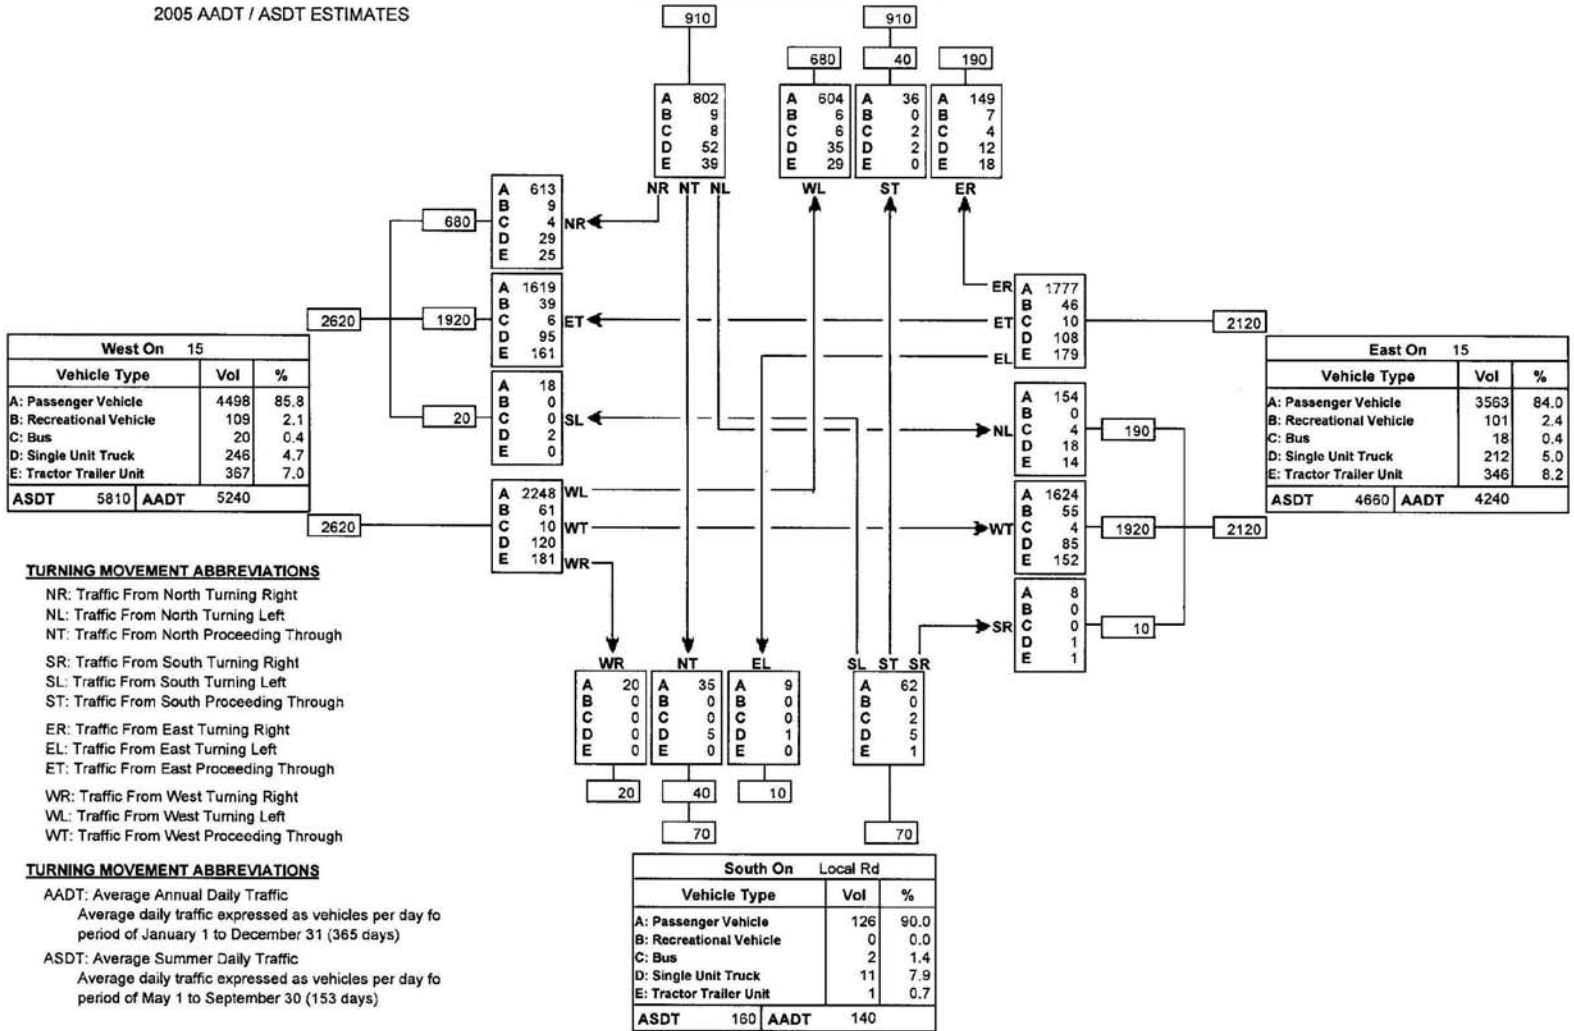 2005 AADT / ASDT ESTIMATES
910
910
680
40
190
A 802
B 9
C 8
D 52
E 39
A 604
B 6
C 6
D 35
E 29
A 36
B 0
C 2
D 2
E 0
A 149
B 7
C 4
D 12
E 18
NR NT NL
WL
ST
ER
680
A 613
B 9
C 4
D 29
E 25
NR
2620
1920
A 1619
B 39
C 6
D 95
E 161
ET
20
A 18
B 0
C 0
D 2
E 0
SL
2620
A 2248
B 61
C 10
D 120
E 181
WL
WT
WR
ER
ET
EL
A 1777
B 46
C 10
D 108
E 179
2120
NL
A 154
B 0
C 4
D 18
E 14
190
WT
A 1624
B 55
C 4
D 85
E 152
1920
2120
SR
A 8
B 0
C 0
D 1
E 1
10
West On 15
Vehicle Type Vol %
A: Passenger Vehicle 4498 85.8
B: Recreational Vehicle 109 2.1
C: Bus 20 0.4
D: Single Unit Truck 246 4.7
E: Tractor Trailer Unit 367 7.0
ASDT 5810 AADT 5240
East On 15
Vehicle Type Vol %
A: Passenger Vehicle 3563 84.0
B: Recreational Vehicle 101 2.4
C: Bus 18 0.4
D: Single Unit Truck 212 5.0
E: Tractor Trailer Unit 346 8.2
ASDT 4660 AADT 4240
TURNING MOVEMENT ABBREVIATIONS
NR: Traffic From North Turning Right
NL: Traffic From North Turning Left
NT: Traffic From North Proceeding Through
SR: Traffic From South Turning Right
SL: Traffic From South Turning Left
ST: Traffic From South Proceeding Through
ER: Traffic From East Turning Right
EL: Traffic From East Turning Left
ET: Traffic From East Proceeding Through
WR: Traffic From West Turning Right
WL: Traffic From West Turning Left
WT: Traffic From West Proceeding Through
TURNING MOVEMENT ABBREVIATIONS
AADT: Average Annual Daily Traffic
Average daily traffic expressed as vehicles per day fo
period of January 1 to December 31 (365 days)
ASDT: Average Summer Daily Traffic
Average daily traffic expressed as vehicles per day fo
period of May 1 to September 30 (153 days)
WR
NT
EL
SL ST SR
A 20
B 0
C 0
D 0
E 0
A 35
B 0
C 0
D 5
E 0
A 9
B 0
C 0
D 1
E 0
A 62
B 0
C 2
D 5
E 1
20
40
10
70
70
South On Local Rd
Vehicle Type Vol %
A: Passenger Vehicle 126 90.0
B: Recreational Vehicle 0 0.0
C: Bus 2 1.4
D: Single Unit Truck 11 7.9
E: Tractor Trailer Unit 1 0.7
ASDT 160 AADT 140